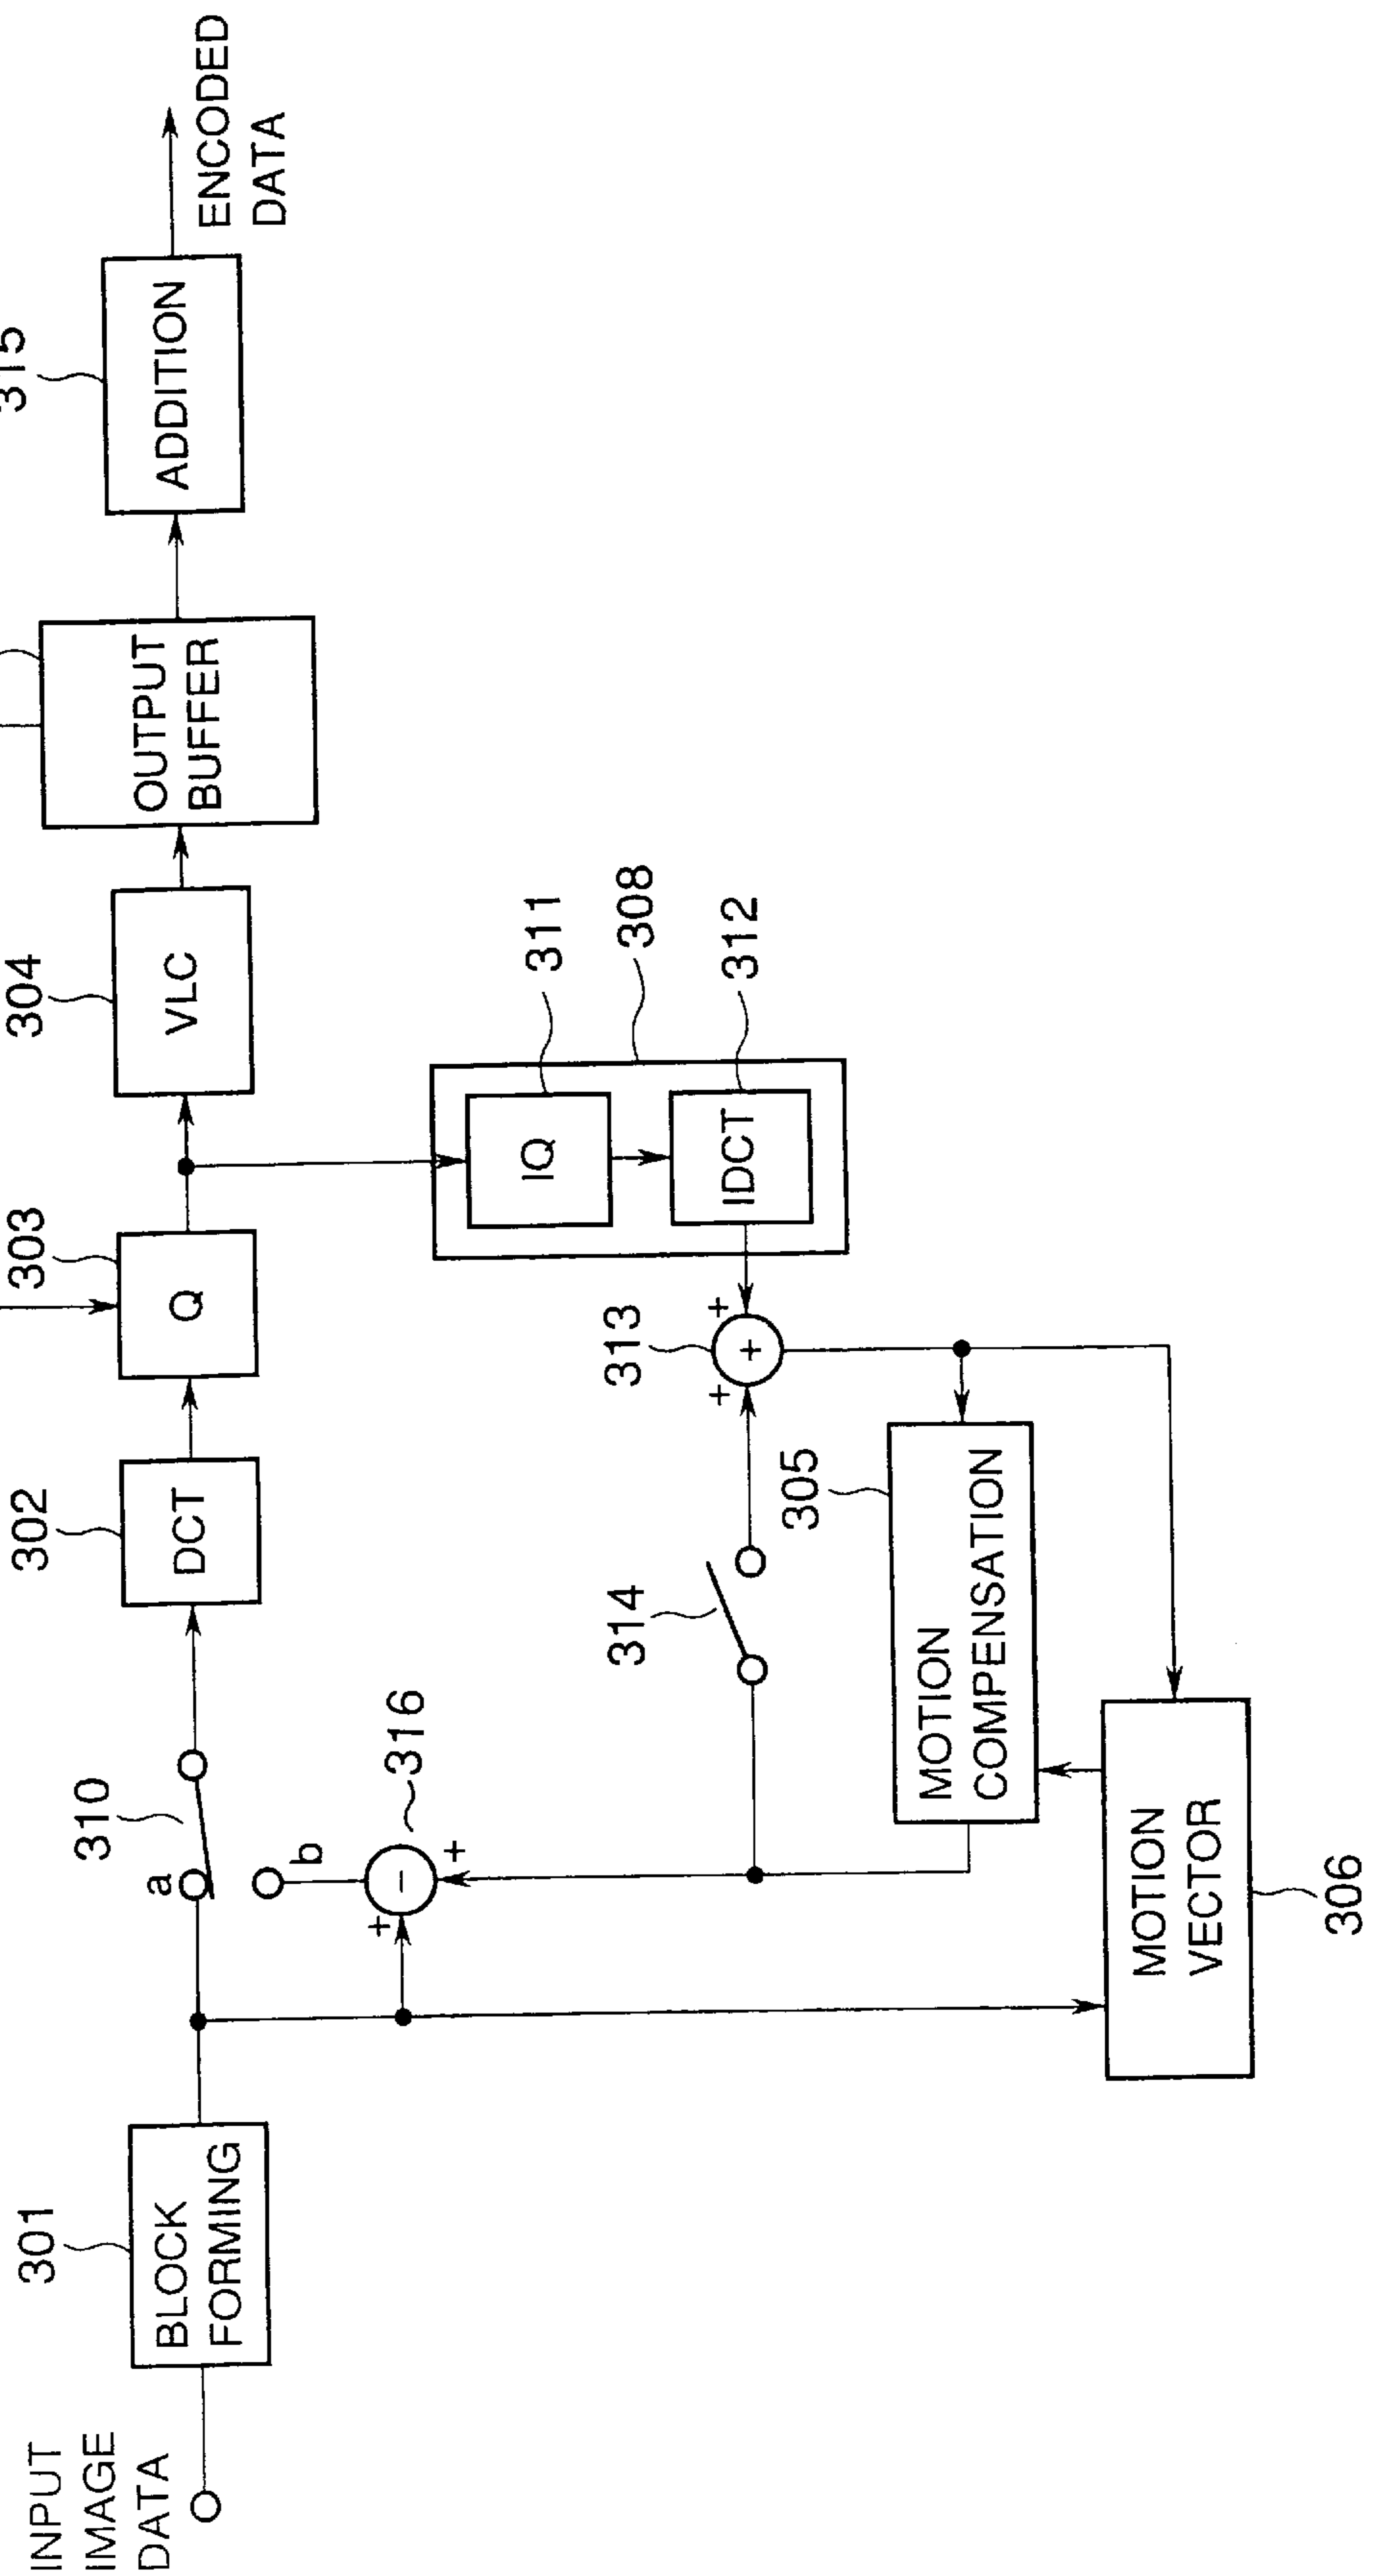 INPUT
IMAGE
DATA
301
BLOCK
FORMING
310
a
b
+
−
+
316
302
DCT
303
Q
304
VLC
OUTPUT
BUFFER
315
ADDITION
ENCODED
DATA
311
IQ
308
312
IDCT
313
+
+
+
314
305
MOTION
COMPENSATION
MOTION
VECTOR
306